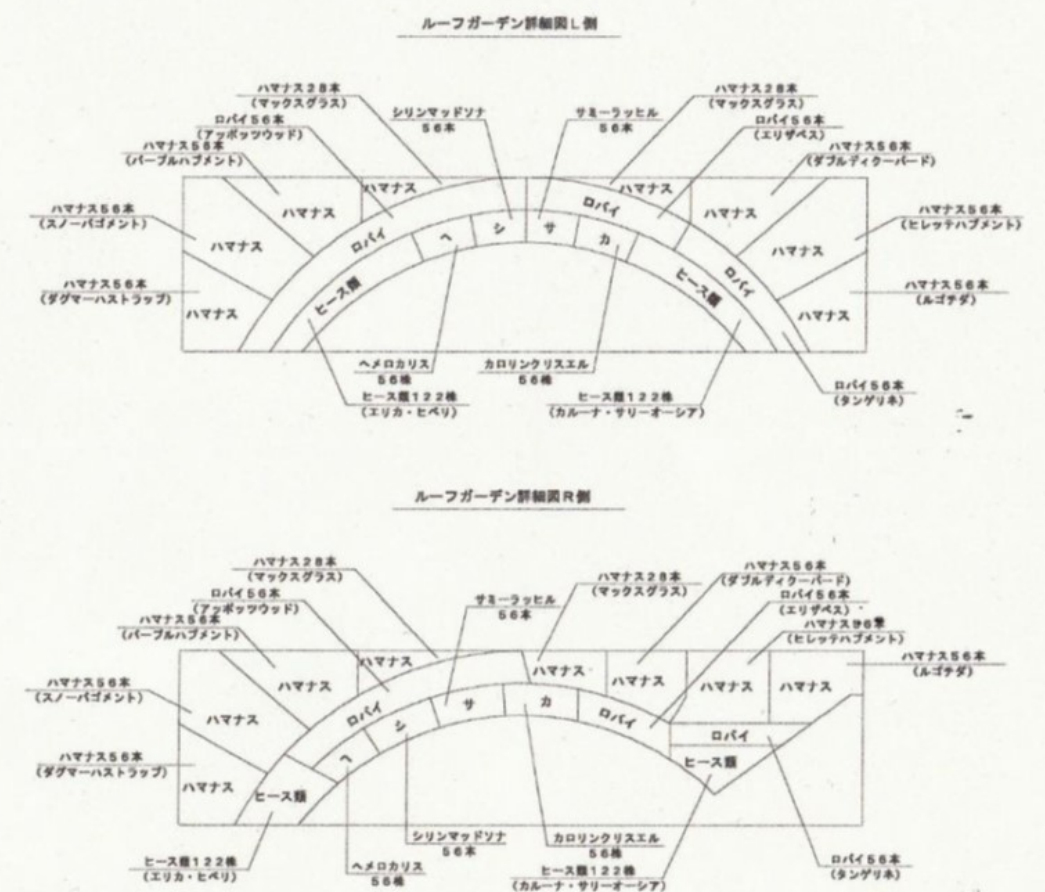 ルーフガーデン詳細図L側
ハマナス28本
(マックスグラス)
シリンマッドソナ
56本
サミーラッヒル
56本
ハマナス28本
(マックスグラス)
ロバイ56本
(アッボッツウッド)
ロバイ56本
(エリザベス)
ハマナス56本
(パープルハブメント)
ハマナス56本
(ダブルディクーバード)
ハマナス56本
(スノーパゴメント)
ハマナス56本
(ヒレッテハブメント)
ハマナス56本
(ダグマーハストラップ)
ハマナス56本
(ルゴチダ)
ハマナス
ハマナス
ハマナス
ハマナス
ハマナス
ハマナス
ハマナス
ハマナス
ロバイ
ロバイ
ロバイ
ヘ
シ
サ
カ
ヒース類
ヒース類
ヘメロカリス
56株
カロリンクリスエル
56株
ヒース類122株
(エリカ・ヒベリ)
ヒース類122株
(カルーナ・サリーオーシア)
ロバイ56本
(タンゲリネ)
ルーフガーデン詳細図R側
ハマナス28本
(マックスグラス)
ハマナス28本
(マックスグラス)
ハマナス56本
(ダブルディクーバード)
ロバイ56本
(アッボッツウッド)
サミーラッヒル
56本
ロバイ56本
(エリザベス)
ハマナス56本
(パープルハブメント)
(ヒレッテハブメント)
ハマナス56本
(スノーパゴメント)
ハマナス56本
(ルゴチダ)
ハマナス56本
(ダグマーハストラップ)
ハマナス
ハマナス
ハマナス
ハマナス
ハマナス
ハマナス
ハマナス
ハマナス
ロバイ
ロバイ
ロバイ
ヘ
シ
サ
カ
ヒース類
ヒース類
シリンマッドソナ
56本
カロリンクリスエル
56株
ヒース類122株
(エリカ・ヒベリ)
ヘメロカリス
56株
ヒース類122株
(カルーナ・サリーオーシア)
ロバイ56本
(タンゲリネ)